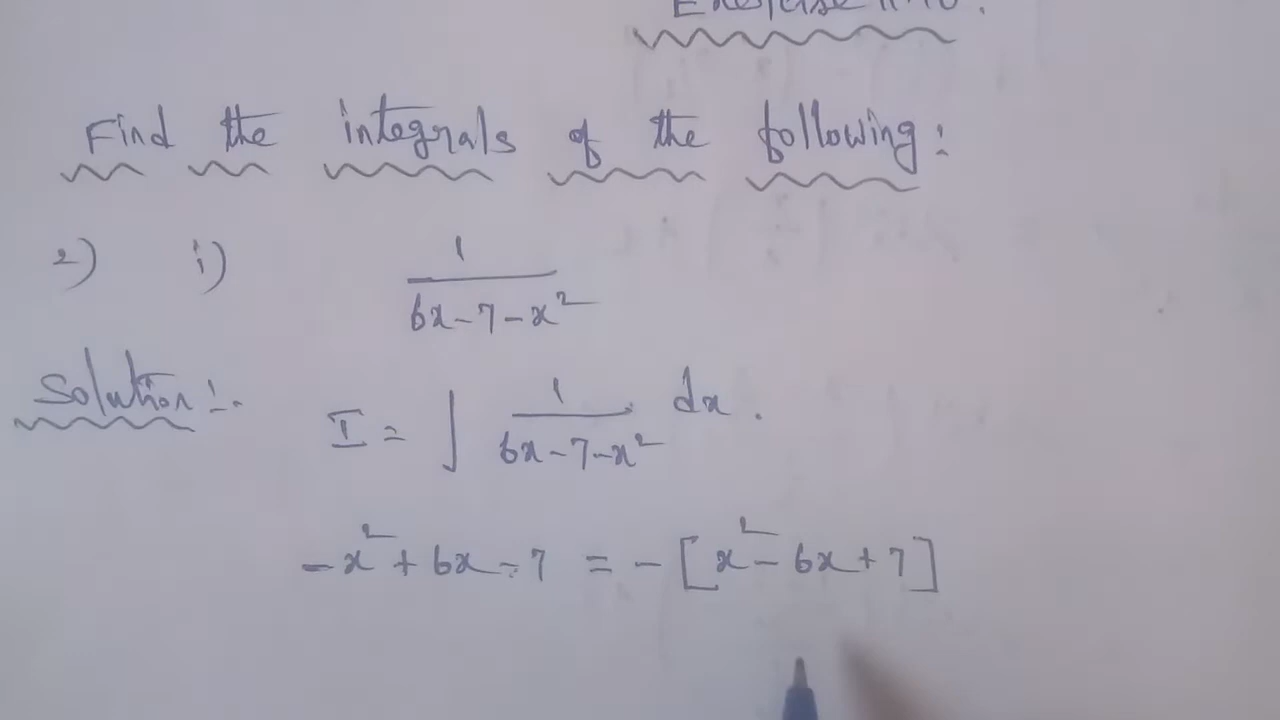 Exercise
Find the integrals of the following:
2) i) 1/(6x-7-x²)
Solution:-
I = ∫ 1/(6x-7-x²) dx.
-x² + 6x - 7 = -[x² - 6x + 7]